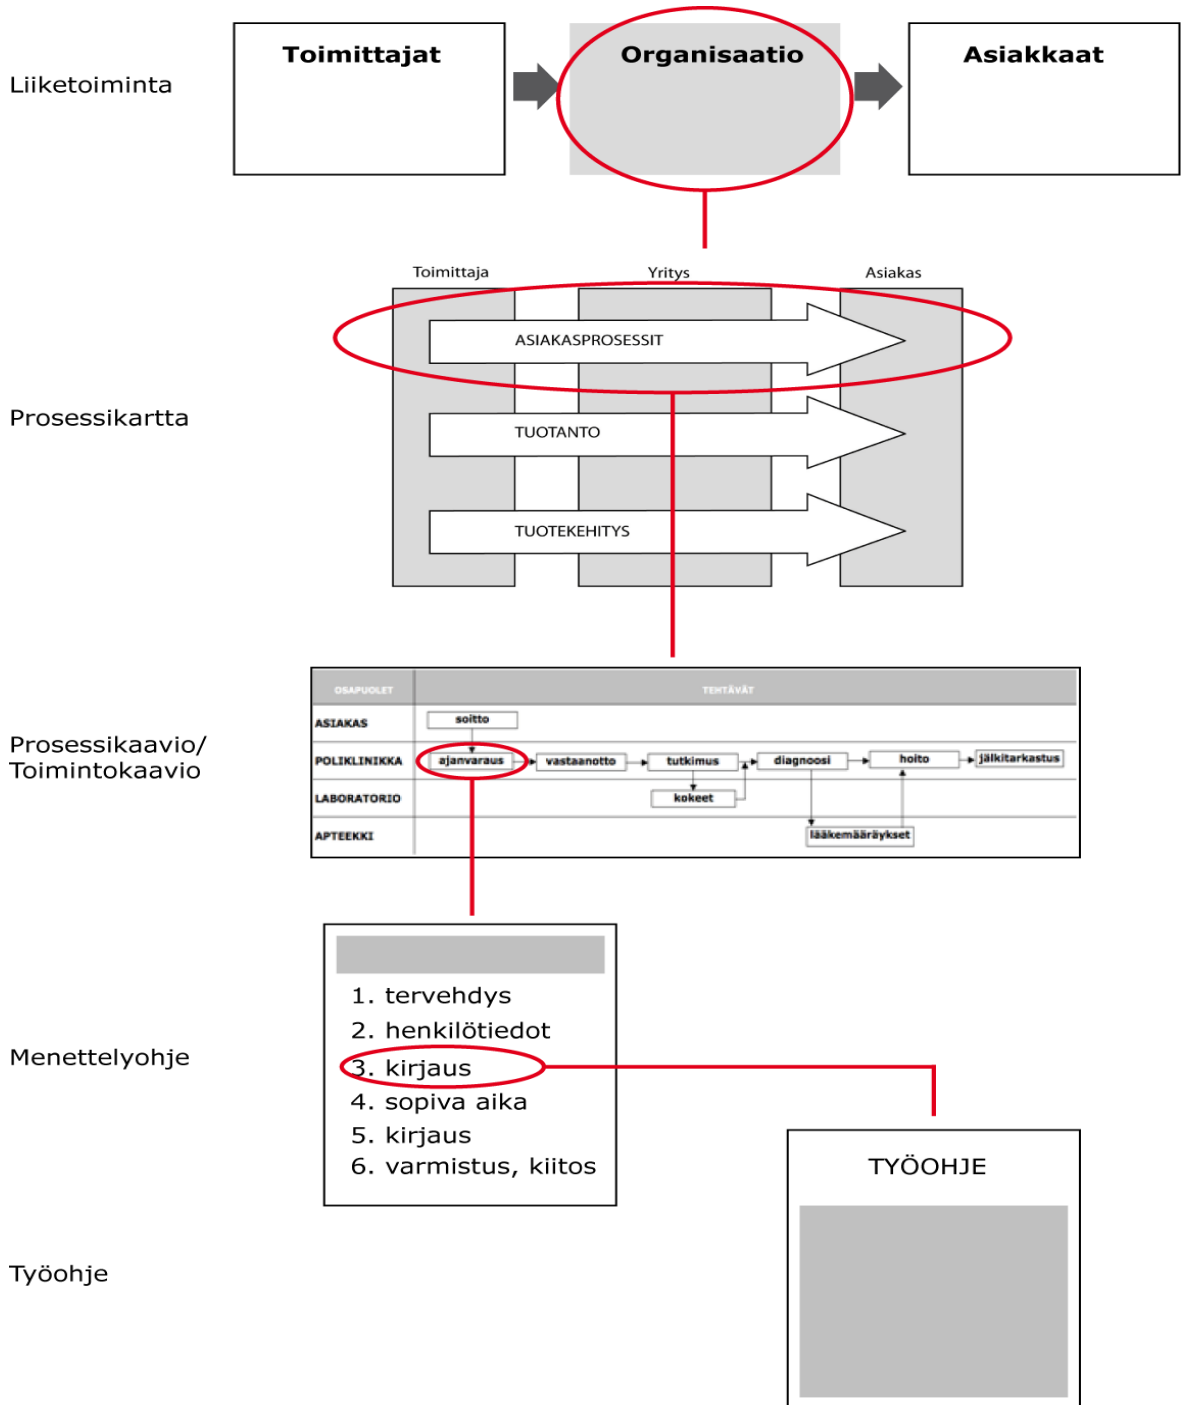 Toimittajat
Organisaatio
Asiakkaat
Liiketoiminta
Toimittaja
Yritys
Asiakas
ASIAKASPROSESSIT
Prosessikartta
TUOTANTO
TUOTEKEHITYS
OSAPUOLET
TEHTÄVÄT
ASIAKAS
soitto
Prosessikaavio/
Toimintokaavio
POLIKLINIKKA
ajanvaraus
vastaanotto
tutkimus
diagnoosi
hoito
jälkitarkastus
LABORATORIO
kokeet
APTEEKKI
lääkemääräykset
Menettelyohje
1. tervehdys
2. henkilötiedot
3. kirjaus
4. sopiva aika
5. kirjaus
6. varmistus, kiitos
TYÖOHJE
Työohje